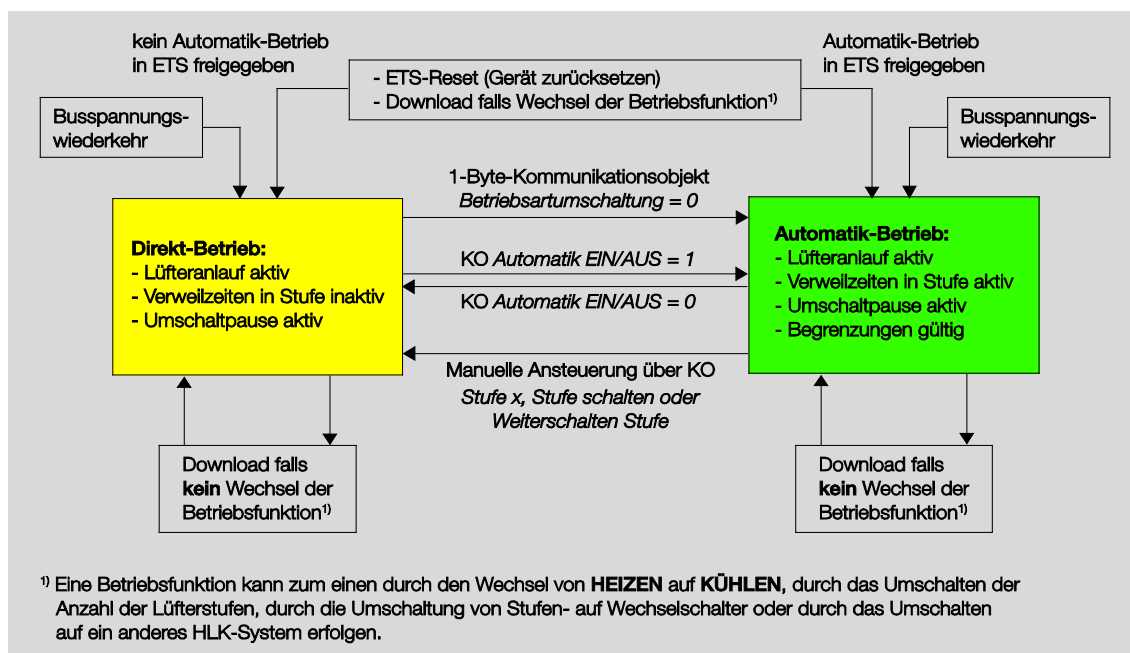 kein Automatik-Betrieb
in ETS freigegeben
Automatik-Betrieb
in ETS freigegeben
- ETS-Reset (Gerät zurücksetzen)
- Download falls Wechsel der Betriebsfunktion¹⁾
Busspannungs-
wiederkehr
Busspannungs-
wiederkehr
1-Byte-Kommunikationsobjekt
Betriebsartumschaltung = 0
Direkt-Betrieb:
- Lüfteranlauf aktiv
- Verweilzeiten in Stufe inaktiv
- Umschaltpause aktiv
KO Automatik EIN/AUS = 1
KO Automatik EIN/AUS = 0
Automatik-Betrieb:
- Lüfteranlauf aktiv
- Verweilzeiten in Stufe aktiv
- Umschaltpause aktiv
- Begrenzungen gültig
Manuelle Ansteuerung über KO
Stufe x, Stufe schalten oder
Weiterschalten Stufe
Download falls
kein Wechsel der
Betriebsfunktion¹⁾
Download falls
kein Wechsel der
Betriebsfunktion¹⁾
¹⁾ Eine Betriebsfunktion kann zum einen durch den Wechsel von HEIZEN auf KÜHLEN, durch das Umschalten der
Anzahl der Lüfterstufen, durch die Umschaltung von Stufen- auf Wechselschalter oder durch das Umschalten
auf ein anderes HLK-System erfolgen.